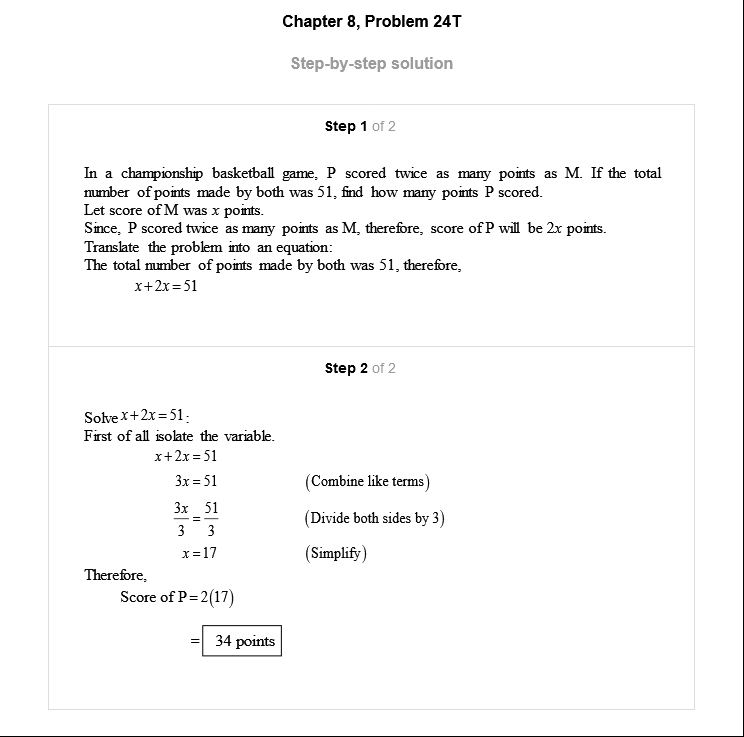 Chapter 8, Problem 24T
Step-by-step solution
Step 1 of 2
In a championship basketball game, P scored twice as many points as M. If the total
number of points made by both was 51, find how many points P scored.
Let score of M was x points.
Since, P scored twice as many points as M, therefore, score of P will be 2x points.
Translate the problem into an equation:
The total number of points made by both was 51, therefore,
x+2x=51
Step 2 of 2
Solve x+2x=51:
First of all isolate the variable.
x+2x=51
3x=51 (Combine like terms)
3x/3=51/3 (Divide both sides by 3)
x=17 (Simplify)
Therefore,
Score of P=2(17)
= 34 points